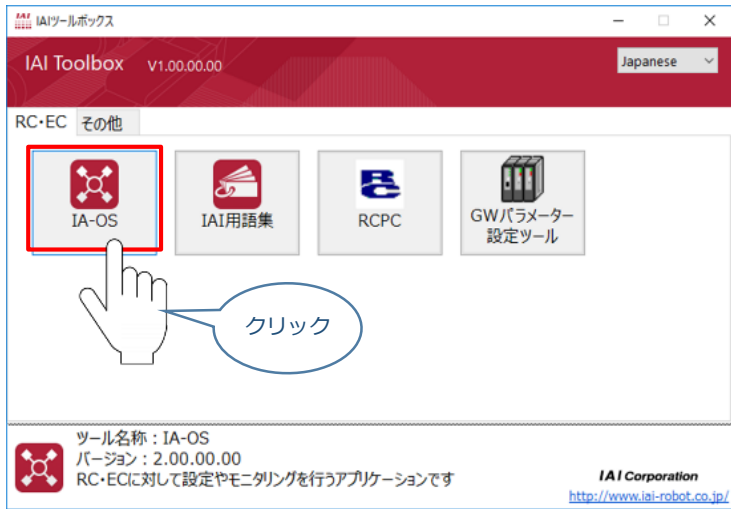 IAI IAIツールボックス
IAI Toolbox V1.00.00.00
Japanese
RC・EC その他
IA-OS
IAI用語集
RCPC
GWパラメーター
設定ツール
クリック
ツール名称：IA-OS
バージョン：2.00.00.00
RC・ECに対して設定やモニタリングを行うアプリケーションです
IAI Corporation
http://www.iai-robot.co.jp/